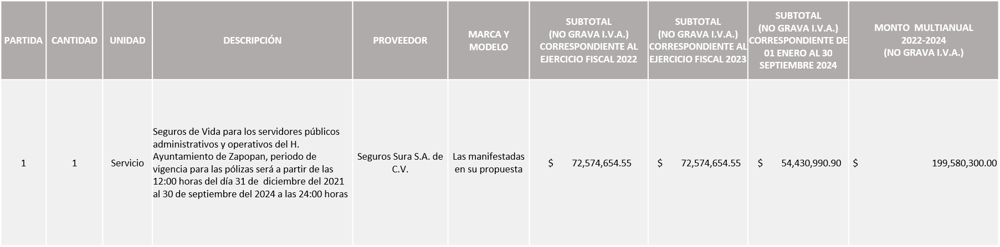 PARTIDA
CANTIDAD
UNIDAD
DESCRIPCIÓN
PROVEEDOR
MARCA Y
MODELO
SUBTOTAL
(NO GRAVA I.V.A.)
CORRESPONDIENTE AL
EJERCICIO FISCAL 2022
SUBTOTAL
(NO GRAVA I.V.A.)
CORRESPONDIENTE AL
EJERCICIO FISCAL 2023
SUBTOTAL
(NO GRAVA I.V.A.)
CORRESPONDIENTE DE
01 ENERO AL 30
SEPTIEMBRE 2024
MONTO MULTIANUAL
2022-2024
(NO GRAVA I.V.A.)
1
1
Servicio
Seguros de Vida para los servidores públicos
administrativos y operativos del H.
Ayuntamiento de Zapopan, periodo de
vigencia para las pólizas será a partir de las
12:00 horas del día 31 de diciembre del 2021
al 30 de septiembre del 2024 a las 24:00 horas
Seguros Sura S.A. de
C.V.
Las manifestadas
en su propuesta
$ 72,574,654.55
$ 72,574,654.55
$ 54,430,990.90
$ 199,580,300.00